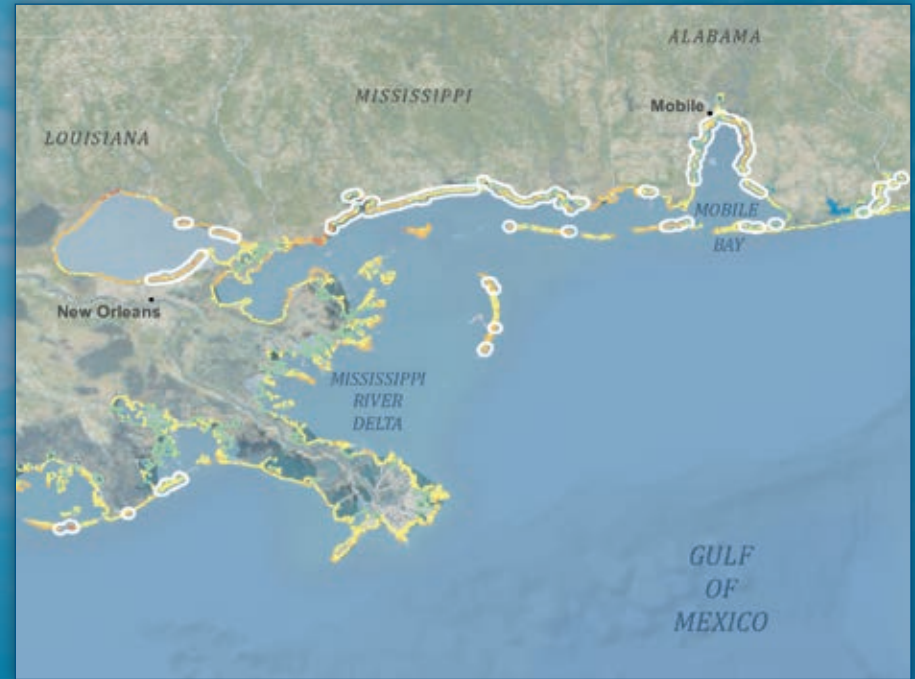 ALABAMA
MISSISSIPPI
Mobile
LOUISIANA
MOBILE
BAY
New Orleans
MISSISSIPPI
RIVER
DELTA
GULF
OF
MEXICO